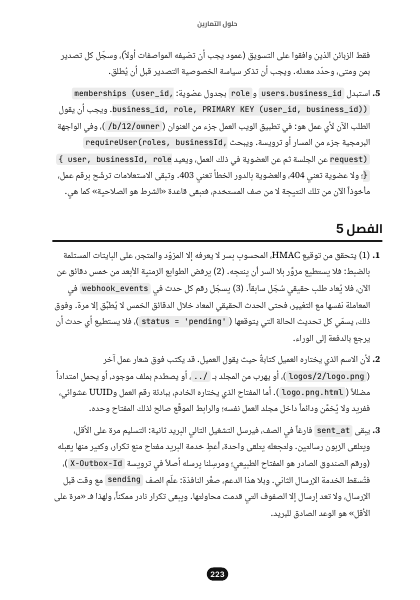 حلول التمارين
فقط الزبائن الذين وافقوا على التسويق (عمود يجب أن تضيفه المواصفات أولاً)، وسجّل كل تصدير
بمن ومتى، وحدّد معدله. ويجب أن تذكر سياسة الخصوصية التصدير قبل أن يُطلق.
5. استبدل users.business_id و role بجدول عضوية: memberships (user_id,
business_id, role, PRIMARY KEY (user_id, business_id)). ويجب أن يقول
الطلب الآن لأي عمل هو: في تطبيق الويب العمل جزء من العنوان (/b/12/owner)، وفي الواجهة
البرمجية جزء من المسار أو ترويسة. ويبحث requireUser(roles, businessId,
request) عن الجلسة ثم عن العضوية في ذلك العمل، ويعيد { user, businessId, role
}؛ ولا عضوية تعني 404، والعضوية بالدور الخطأ تعني 403. وتبقى الاستعلامات ترشّح برقم عمل،
مأخوذاً الآن من تلك النتيجة لا من صف المستخدم، فتبقى قاعدة «الشرط هو الصلاحية» كما هي.
الفصل 5
1. (1) يتحقق من توقيع HMAC، المحسوب بسر لا يعرفه إلا المزوّد والمتجر، على البايتات المستلمة
بالضبط: فلا يستطيع مزوِّر بلا السر أن ينتجه. (2) يرفض الطوابع الزمنية الأبعد من خمس دقائق عن
الآن، فلا يُعاد طلب حقيقي سُجّل سابقاً. (3) يسجّل رقم كل حدث في webhook_events في
المعاملة نفسها مع التغيير، فحتى الحدث الحقيقي المعاد خلال الدقائق الخمس لا يُطبَّق إلا مرة. وفوق
ذلك، يسمّي كل تحديث الحالة التي يتوقعها (status = 'pending')، فلا يستطيع أي حدث أن
يرجع بالدفعة إلى الوراء.
2. لأن الاسم الذي يختاره العميل كتابةٌ حيث يقول العميل. قد يكتب فوق شعار عمل آخر
(logos/2/logo.png)، أو يهرب من المجلد بـ ../، أو يصطدم بملف موجود، أو يحمل امتداداً
مضللاً (logo.png.html). أما المفتاح الذي يختاره الخادم، ببادئة رقم العمل وUUID عشوائي،
ففريد ولا يُخمَّن ودائماً داخل مجلد العمل نفسه؛ والرابط الموقّع صالح لذلك المفتاح وحده.
3. يبقى sent_at فارغاً في الصف، فيرسل التشغيل التالي البريد ثانية: التسليم مرة على الأقل،
ويتلقى الزبون رسالتين. ولتجعله يتلقى واحدة، أعطِ خدمة البريد مفتاح منع تكرار، وكثير منها يقبله
(ورقم الصندوق الصادر هو المفتاح الطبيعي؛ ومرسلنا يرسله أصلاً في ترويسة X-Outbox-Id)،
فتُسقط الخدمة الإرسال الثاني. وبلا هذا الدعم، صغّر النافذة: علّم الصف sending مع وقت قبل
الإرسال، ولا تعد إرسال إلا الصفوف التي قدمت محاولتها. ويبقى تكرار نادر ممكناً، ولهذا فـ «مرة على
الأقل» هو الوعد الصادق للبريد.
223